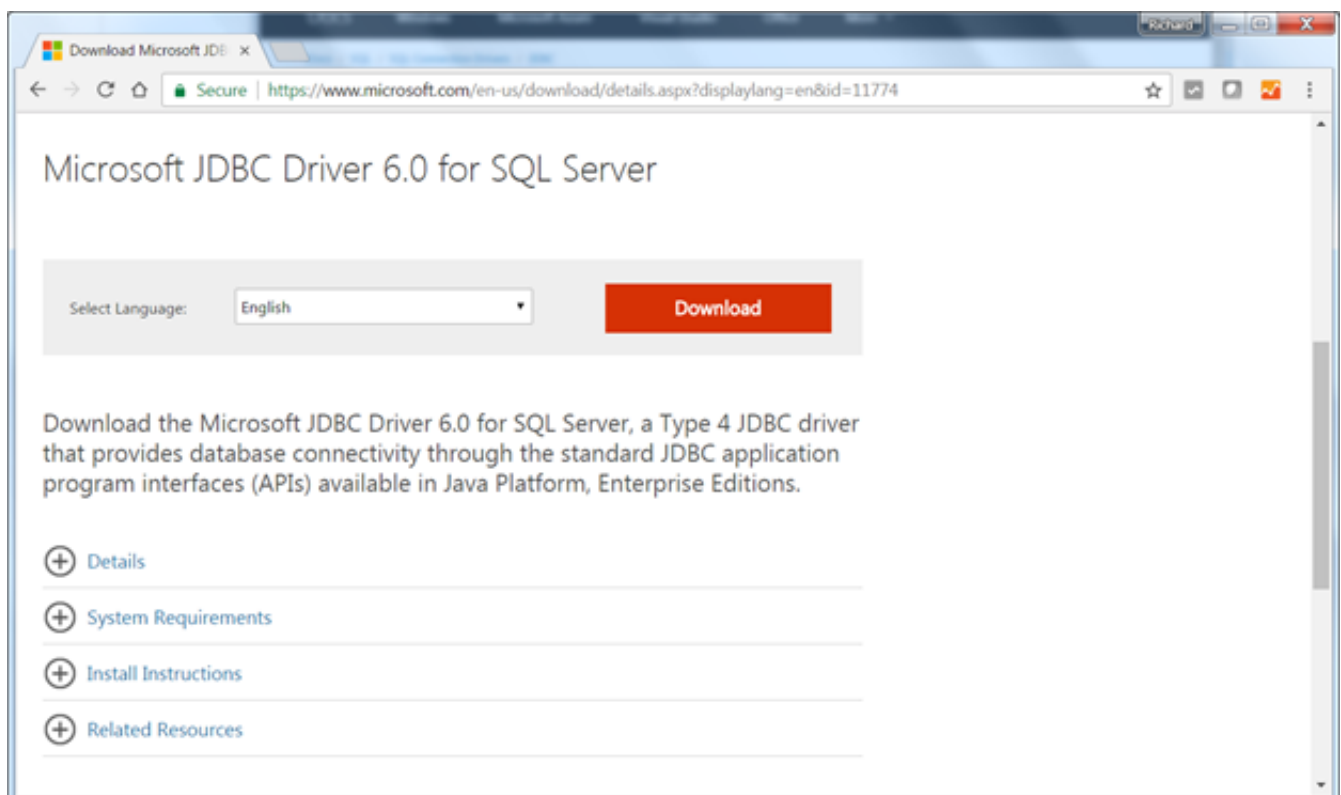 Richard
Download Microsoft JDB
Secure | https://www.microsoft.com/en-us/download/details.aspx?displaylang=en&id=11774
Microsoft JDBC Driver 6.0 for SQL Server
Select Language:
English
Download
Download the Microsoft JDBC Driver 6.0 for SQL Server, a Type 4 JDBC driver
that provides database connectivity through the standard JDBC application
program interfaces (APIs) available in Java Platform, Enterprise Editions.
Details
System Requirements
Install Instructions
Related Resources